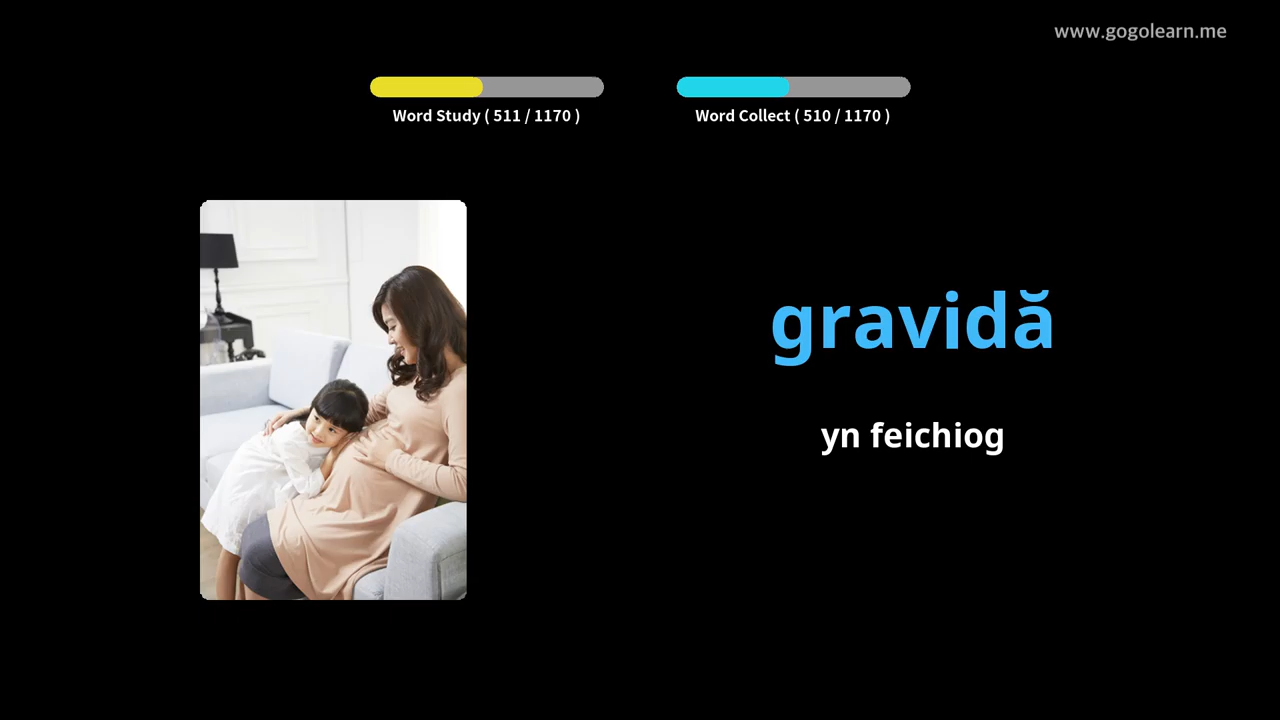 www.gogolearn.me
Word Study ( 511 / 1170 )
Word Collect ( 510 / 1170 )
gravidă
yn feichiog